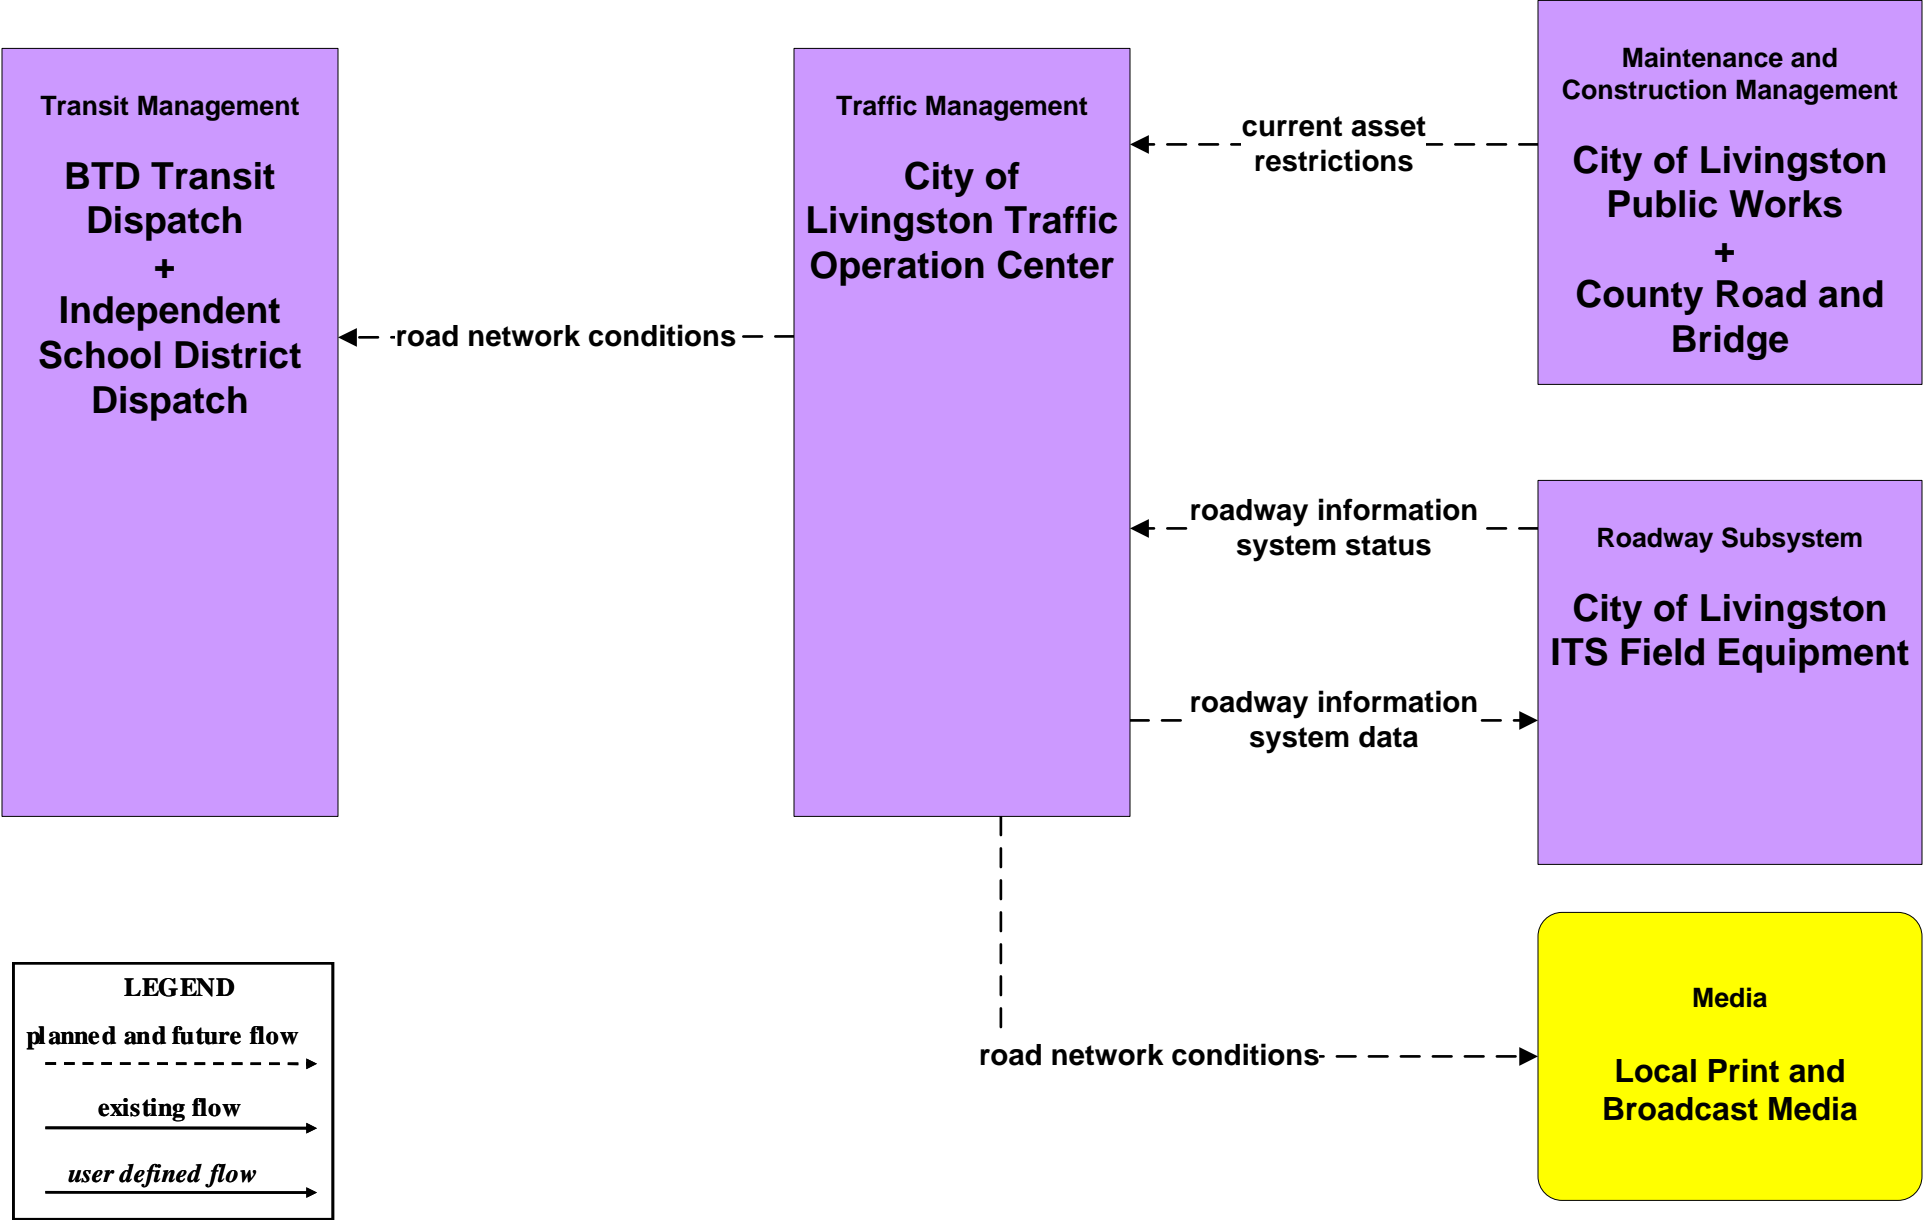 Transit Management
BTD Transit
Dispatch
+
Independent
School District
Dispatch
road network conditions
Traffic Management
City of
Livingston Traffic
Operation Center
current asset
restrictions
Maintenance and
Construction Management
City of Livingston
Public Works
+
County Road and
Bridge
roadway information
system status
roadway information
system data
Roadway Subsystem
City of Livingston
ITS Field Equipment
road network conditions
Media
Local Print and
Broadcast Media
LEGEND
planned and future flow
existing flow
user defined flow